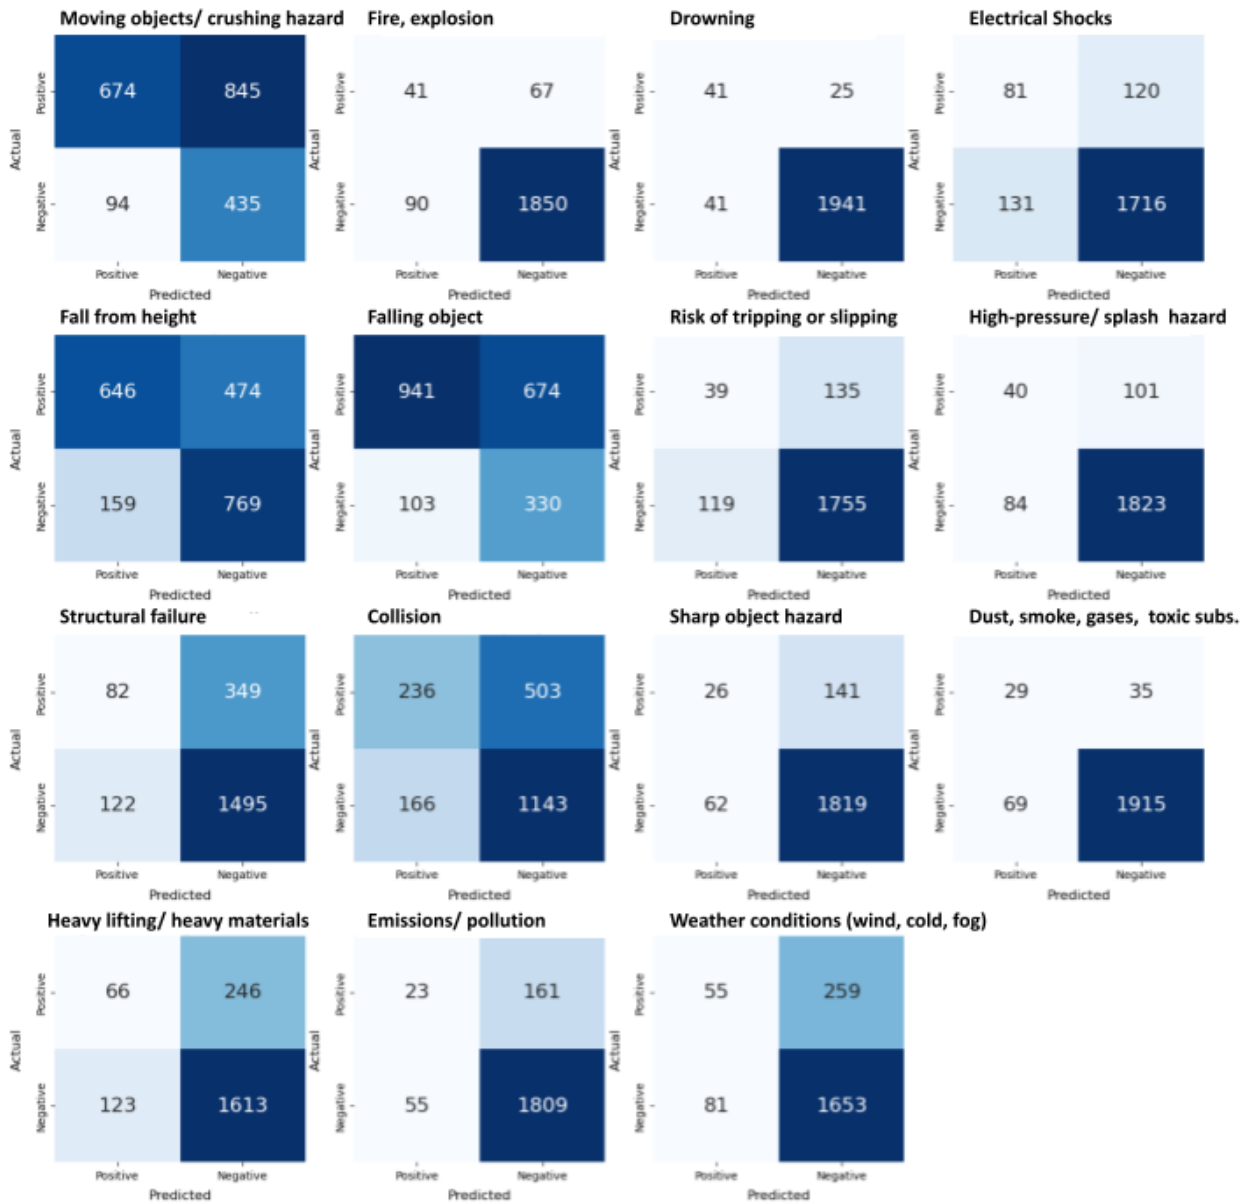 Moving objects/ crushing hazard
Actual
Positive
Negative
674 845
94 435
Positive Negative
Predicted
Fire, explosion
Actual
Positive
Negative
41 67
90 1850
Positive Negative
Predicted
Drowning
Actual
Positive
Negative
41 25
41 1941
Positive Negative
Predicted
Electrical Shocks
Actual
Positive
Negative
81 120
131 1716
Positive Negative
Predicted
Fall from height
Actual
Positive
Negative
646 474
159 769
Positive Negative
Predicted
Falling object
Actual
Positive
Negative
941 674
103 330
Positive Negative
Predicted
Risk of tripping or slipping
Actual
Positive
Negative
39 135
119 1755
Positive Negative
Predicted
High-pressure/ splash hazard
Actual
Positive
Negative
40 101
84 1823
Positive Negative
Predicted
Structural failure
Actual
Positive
Negative
82 349
122 1495
Positive Negative
Predicted
Collision
Actual
Positive
Negative
236 503
166 1143
Positive Negative
Predicted
Sharp object hazard
Actual
Positive
Negative
26 141
62 1819
Positive Negative
Predicted
Dust, smoke, gases, toxic subs.
Actual
Positive
Negative
29 35
69 1915
Positive Negative
Predicted
Heavy lifting/ heavy materials
Actual
Positive
Negative
66 246
123 1613
Positive Negative
Predicted
Emissions/ pollution
Actual
Positive
Negative
23 161
55 1809
Positive Negative
Predicted
Weather conditions (wind, cold, fog)
Actual
Positive
Negative
55 259
81 1653
Positive Negative
Predicted